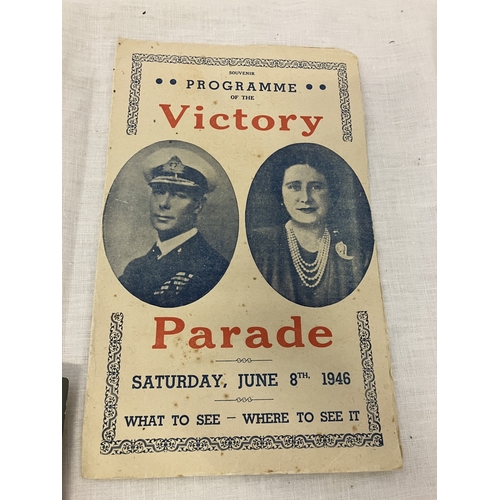 SOUVENIR
PROGRAMME
OF THE
Victory
Parade
SATURDAY, JUNE 8TH, 1946
WHAT TO SEE – WHERE TO SEE IT